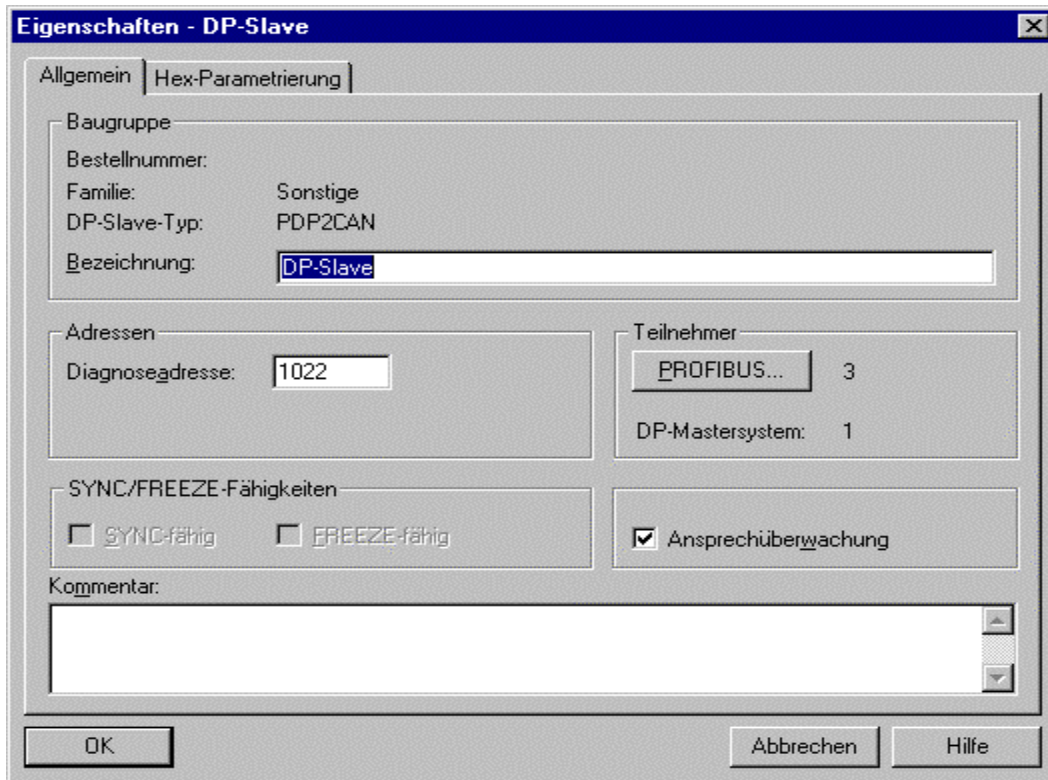 Eigenschaften - DP-Slave
Allgemein Hex-Parametrierung
Baugruppe
Bestellnummer:
Familie: Sonstige
DP-Slave-Typ: PDP2CAN
Bezeichnung: DP-Slave
Adressen
Diagnoseadresse: 1022
Teilnehmer
PROFIBUS... 3
DP-Mastersystem: 1
SYNC/FREEZE-Fähigkeiten
SYNC-fähig FREEZE-fähig
Ansprechüberwachung
Kommentar:
OK Abbrechen Hilfe